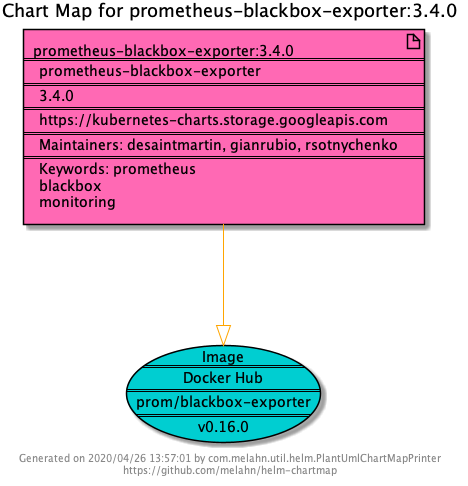 Chart Map for prometheus-blackbox-exporter:3.4.0
prometheus-blackbox-exporter:3.4.0
prometheus-blackbox-exporter
3.4.0
https://kubernetes-charts.storage.googleapis.com
Maintainers: desaintmartin, gianrubio, rsotnychenko
Keywords: prometheus
blackbox
monitoring
Image
Docker Hub
prom/blackbox-exporter
v0.16.0
Generated on 2020/04/26 13:57:01 by com.melahn.util.helm.PlantUmlChartMapPrinter
https://github.com/melahn/helm-chartmap